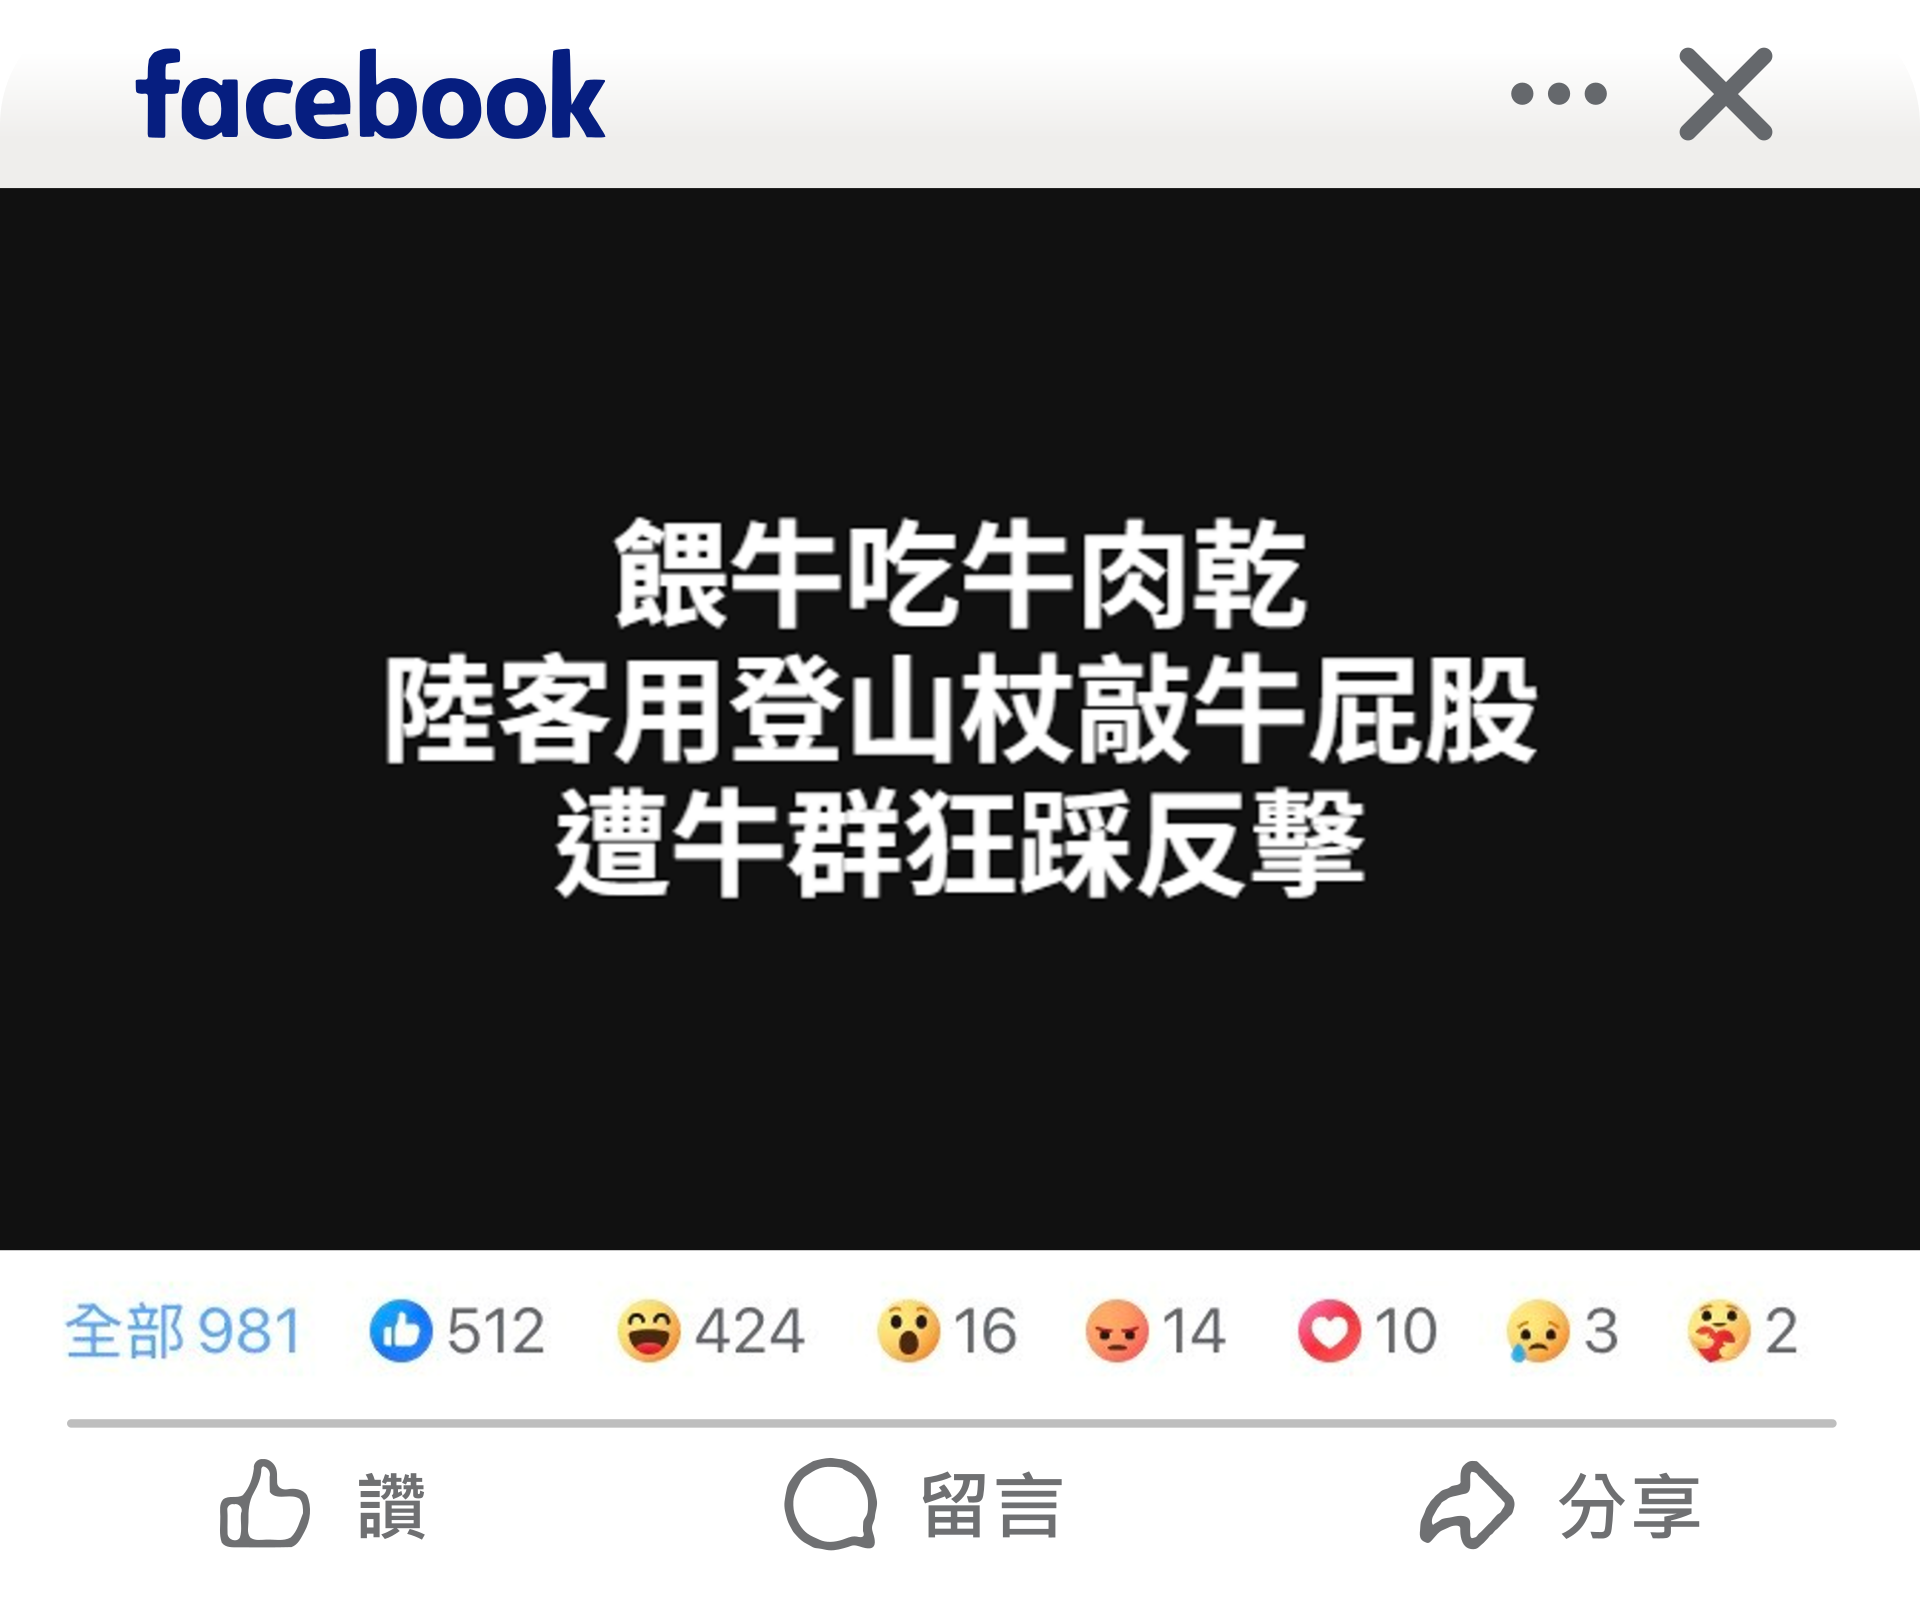 facebook
餵牛吃牛肉乾
陸客用登山杖敲牛屁股
遭牛群狂踩反擊
全部 981 512 424 16 14 10 3 2
讚 留言 分享